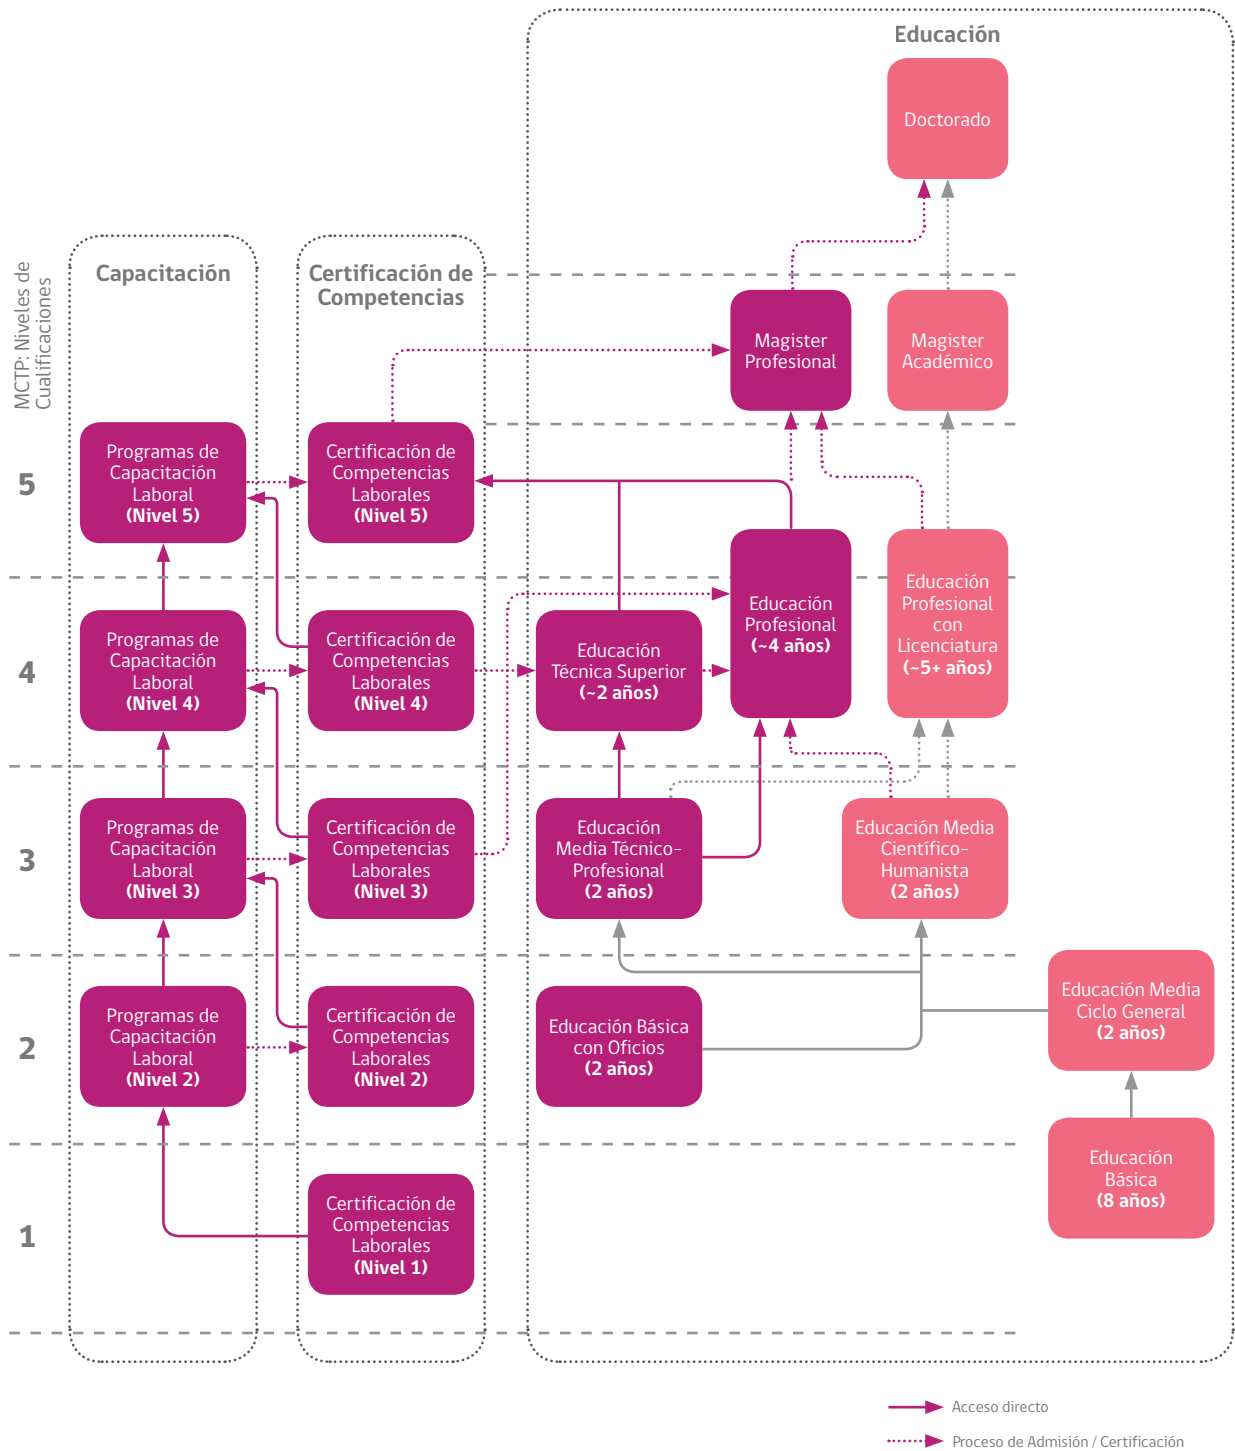 Educación
Doctorado
MCTP: Niveles de
Cualificaciones
Capacitación
Certificación de
Competencias
Magister
Profesional
Magister
Académico
5
Programas de
Capacitación
Laboral
(Nivel 5)
Certificación de
Competencias
Laborales
(Nivel 5)
4
Programas de
Capacitación
Laboral
(Nivel 4)
Certificación de
Competencias
Laborales
(Nivel 4)
Educación
Técnica Superior
(~2 años)
Educación
Profesional
(~4 años)
Educación
Profesional
con
Licenciatura
(~5+ años)
3
Programas de
Capacitación
Laboral
(Nivel 3)
Certificación de
Competencias
Laborales
(Nivel 3)
Educación
Media Técnico-
Profesional
(2 años)
Educación Media
Científico-
Humanista
(2 años)
2
Programas de
Capacitación
Laboral
(Nivel 2)
Certificación de
Competencias
Laborales
(Nivel 2)
Educación Básica
con Oficios
(2 años)
Educación Media
Ciclo General
(2 años)
1
Certificación de
Competencias
Laborales
(Nivel 1)
Educación
Básica
(8 años)
Acceso directo
Proceso de Admisión / Certificación